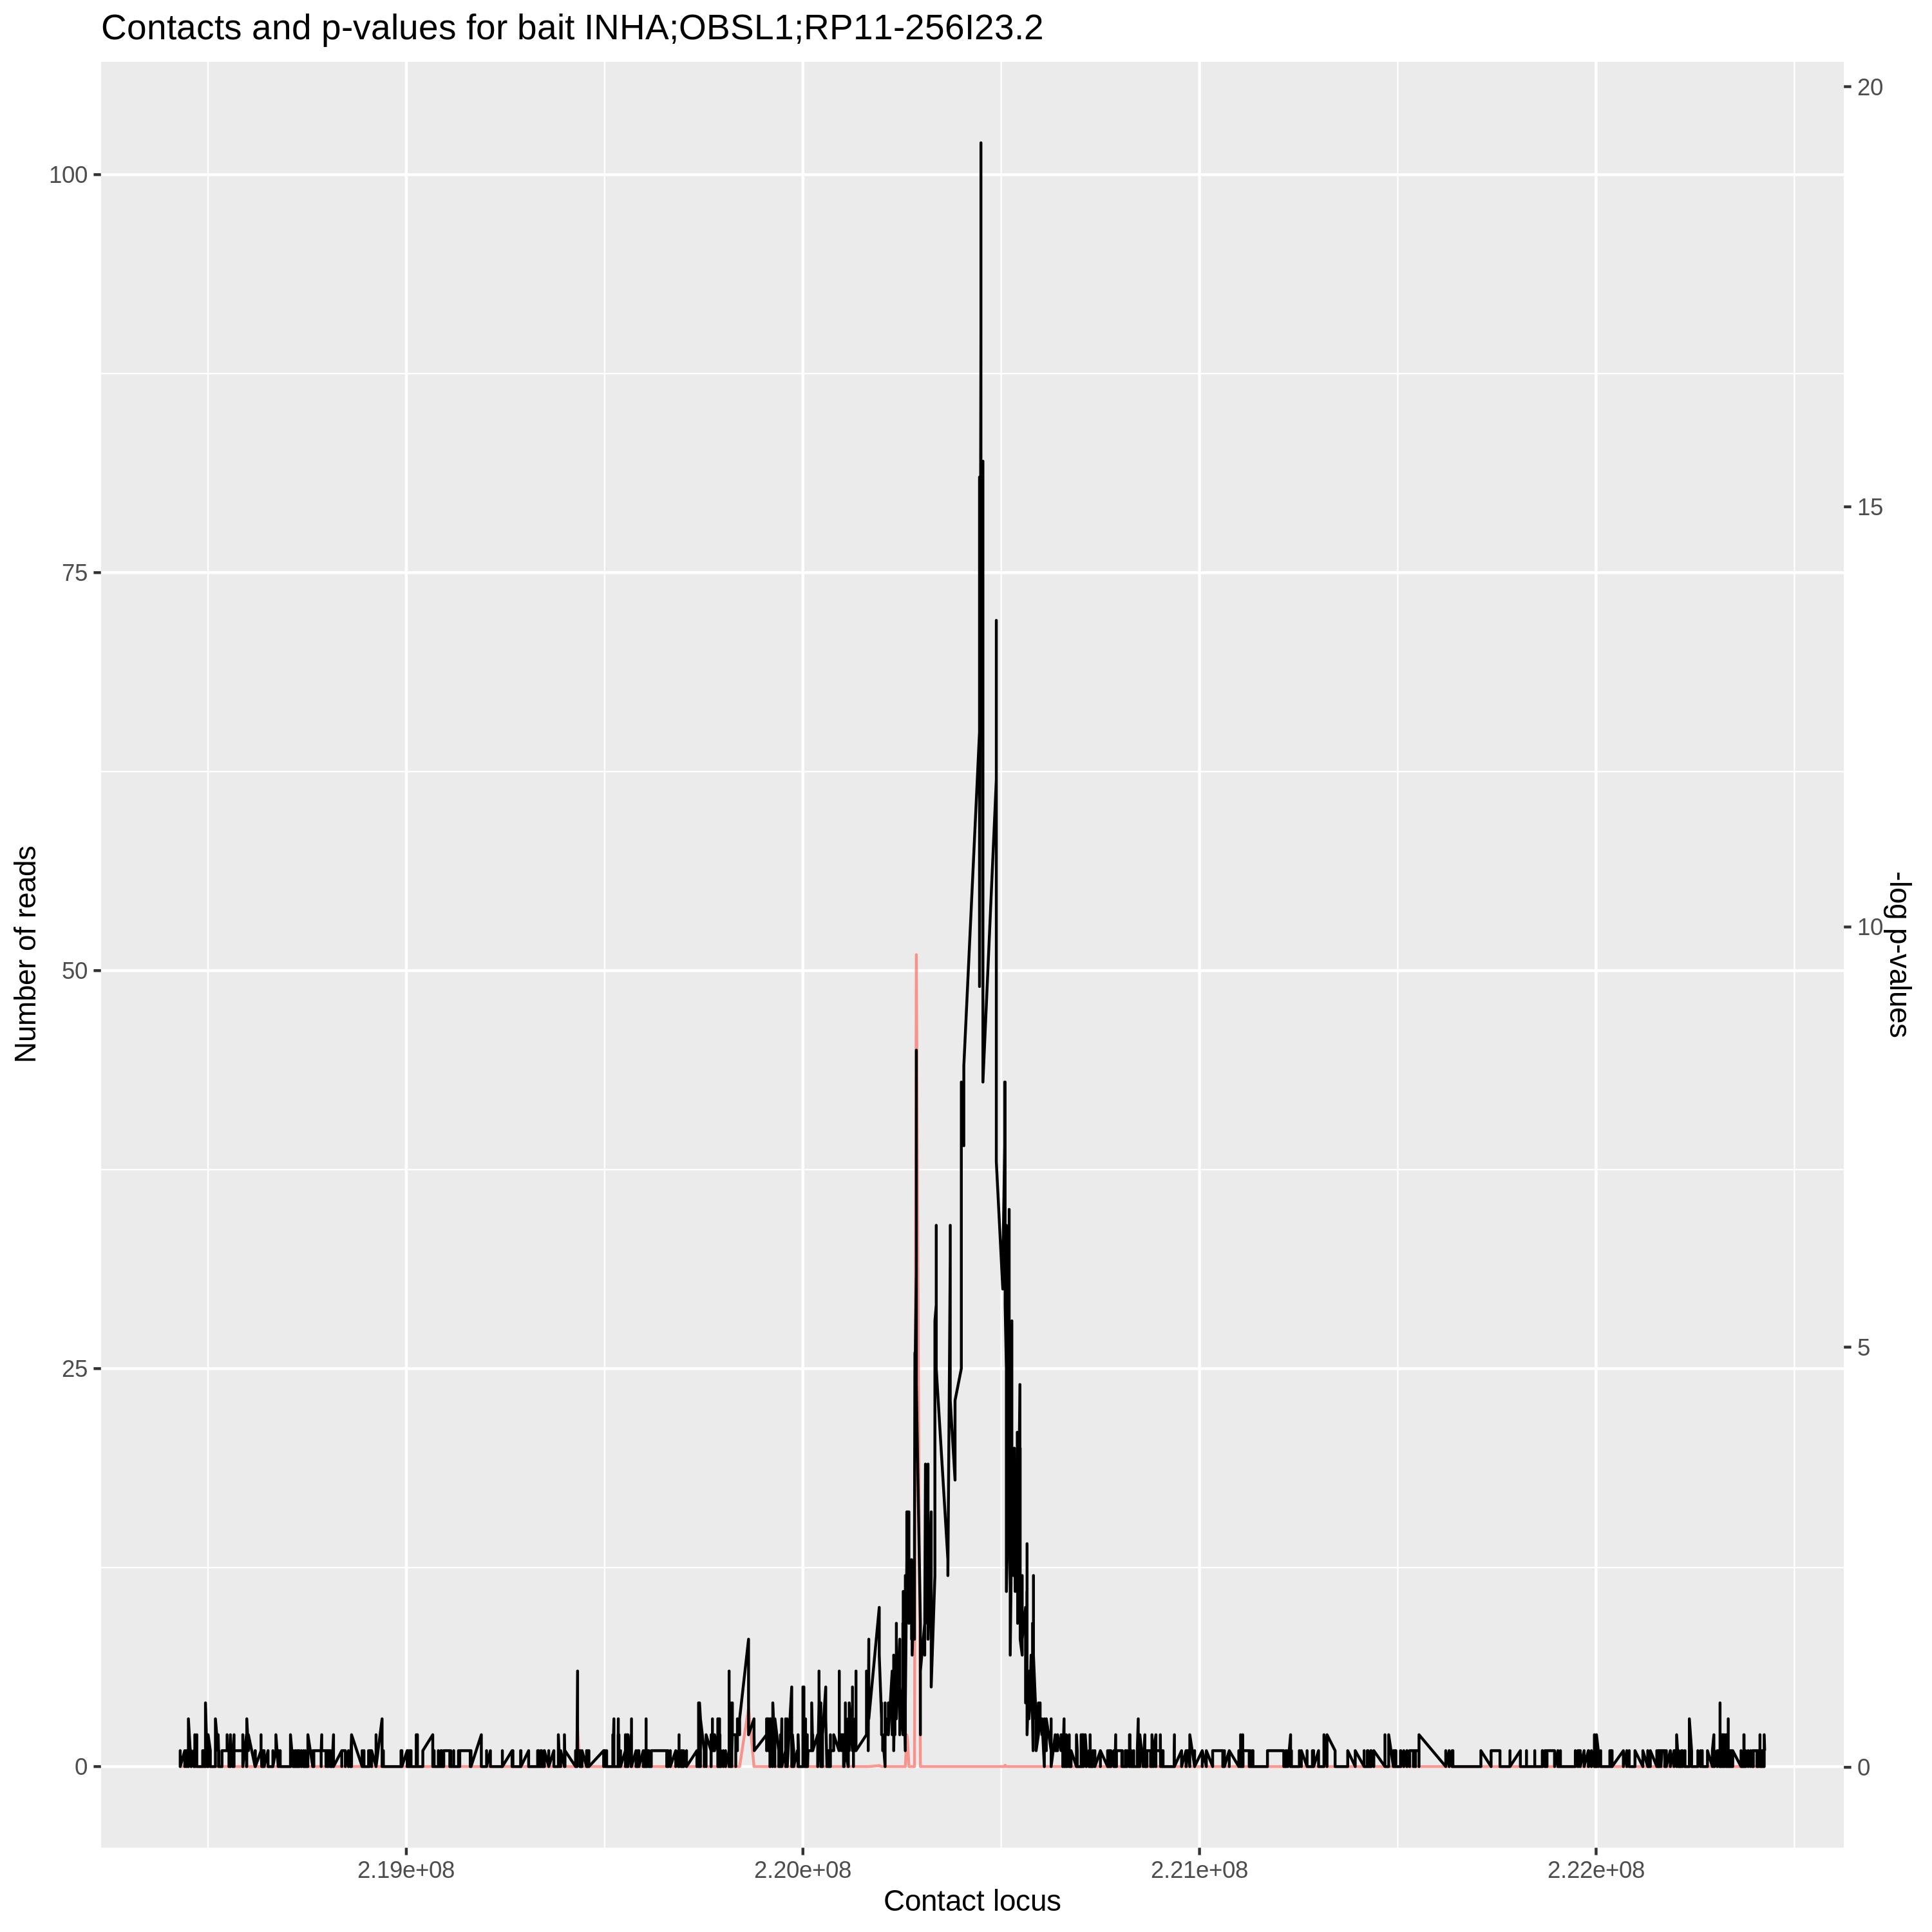 Contacts and p-values for bait INHA;OBSL1;RP11-256I23.2
100
75
50
25
0
Number of reads
20
15
10
5
0
-log p-values
2.19e+08 2.20e+08 2.21e+08 2.22e+08
Contact locus